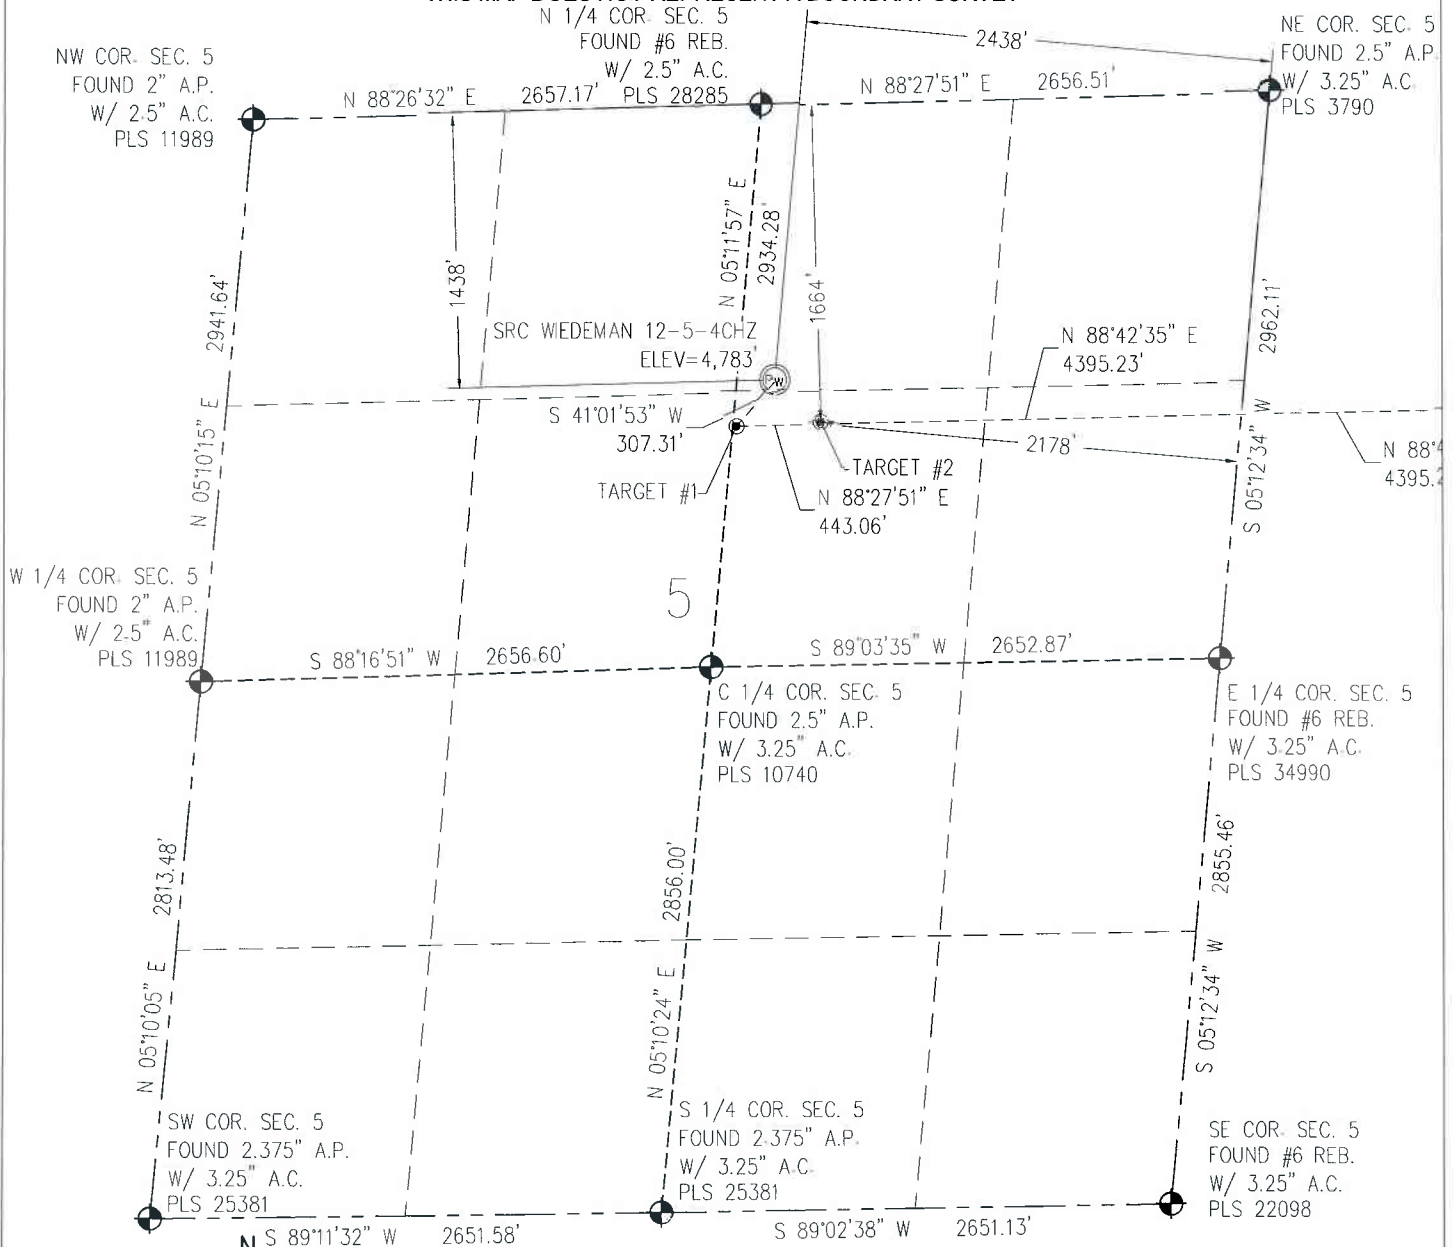 N 1/4 COR. SEC. 5
FOUND #6 REB.
W/ 2.5" A.C.
PLS 28285
2438'
NE COR. SEC. 5
FOUND 2.5" A.P.
W/ 3.25" A.C.
PLS 3790
NW COR. SEC. 5
FOUND 2" A.P.
W/ 2.5" A.C.
PLS 11989
N 88°26'32" E 2657.17'
N 88°27'51" E 2656.51'
N 05°11'57" E
2934.28'
1438'
1664'
2941.64'
N 05°10'15" E
2962.11'
S 05°12'34" W
SRC WIEDEMAN 12-5-4CHZ
ELEV=4,783'
PW
N 88°42'35" E
4395.23'
S 41°01'53" W
307.31'
2178'
TARGET #1
TARGET #2
N 88°27'51" E
443.06'
N 88°4
4395.2
5
W 1/4 COR. SEC. 5
FOUND 2" A.P.
W/ 2.5" A.C.
PLS 11989
S 88°16'51" W 2656.60'
S 89°03'35" W 2652.87'
C 1/4 COR. SEC. 5
FOUND 2.5" A.P.
W/ 3.25" A.C.
PLS 10740
E 1/4 COR. SEC. 5
FOUND #6 REB.
W/ 3.25" A.C.
PLS 34990
2813.48'
N 05°10'05" E
2856.00'
N 05°10'24" E
2855.46'
S 05°12'34" W
SW COR. SEC. 5
FOUND 2.375" A.P.
W/ 3.25" A.C.
PLS 25381
S 1/4 COR. SEC. 5
FOUND 2.375" A.P.
W/ 3.25" A.C.
PLS 25381
SE COR. SEC. 5
FOUND #6 REB.
W/ 3.25" A.C.
PLS 22098
S 89°11'32" W 2651.58'
S 89°02'38" W 2651.13'
N